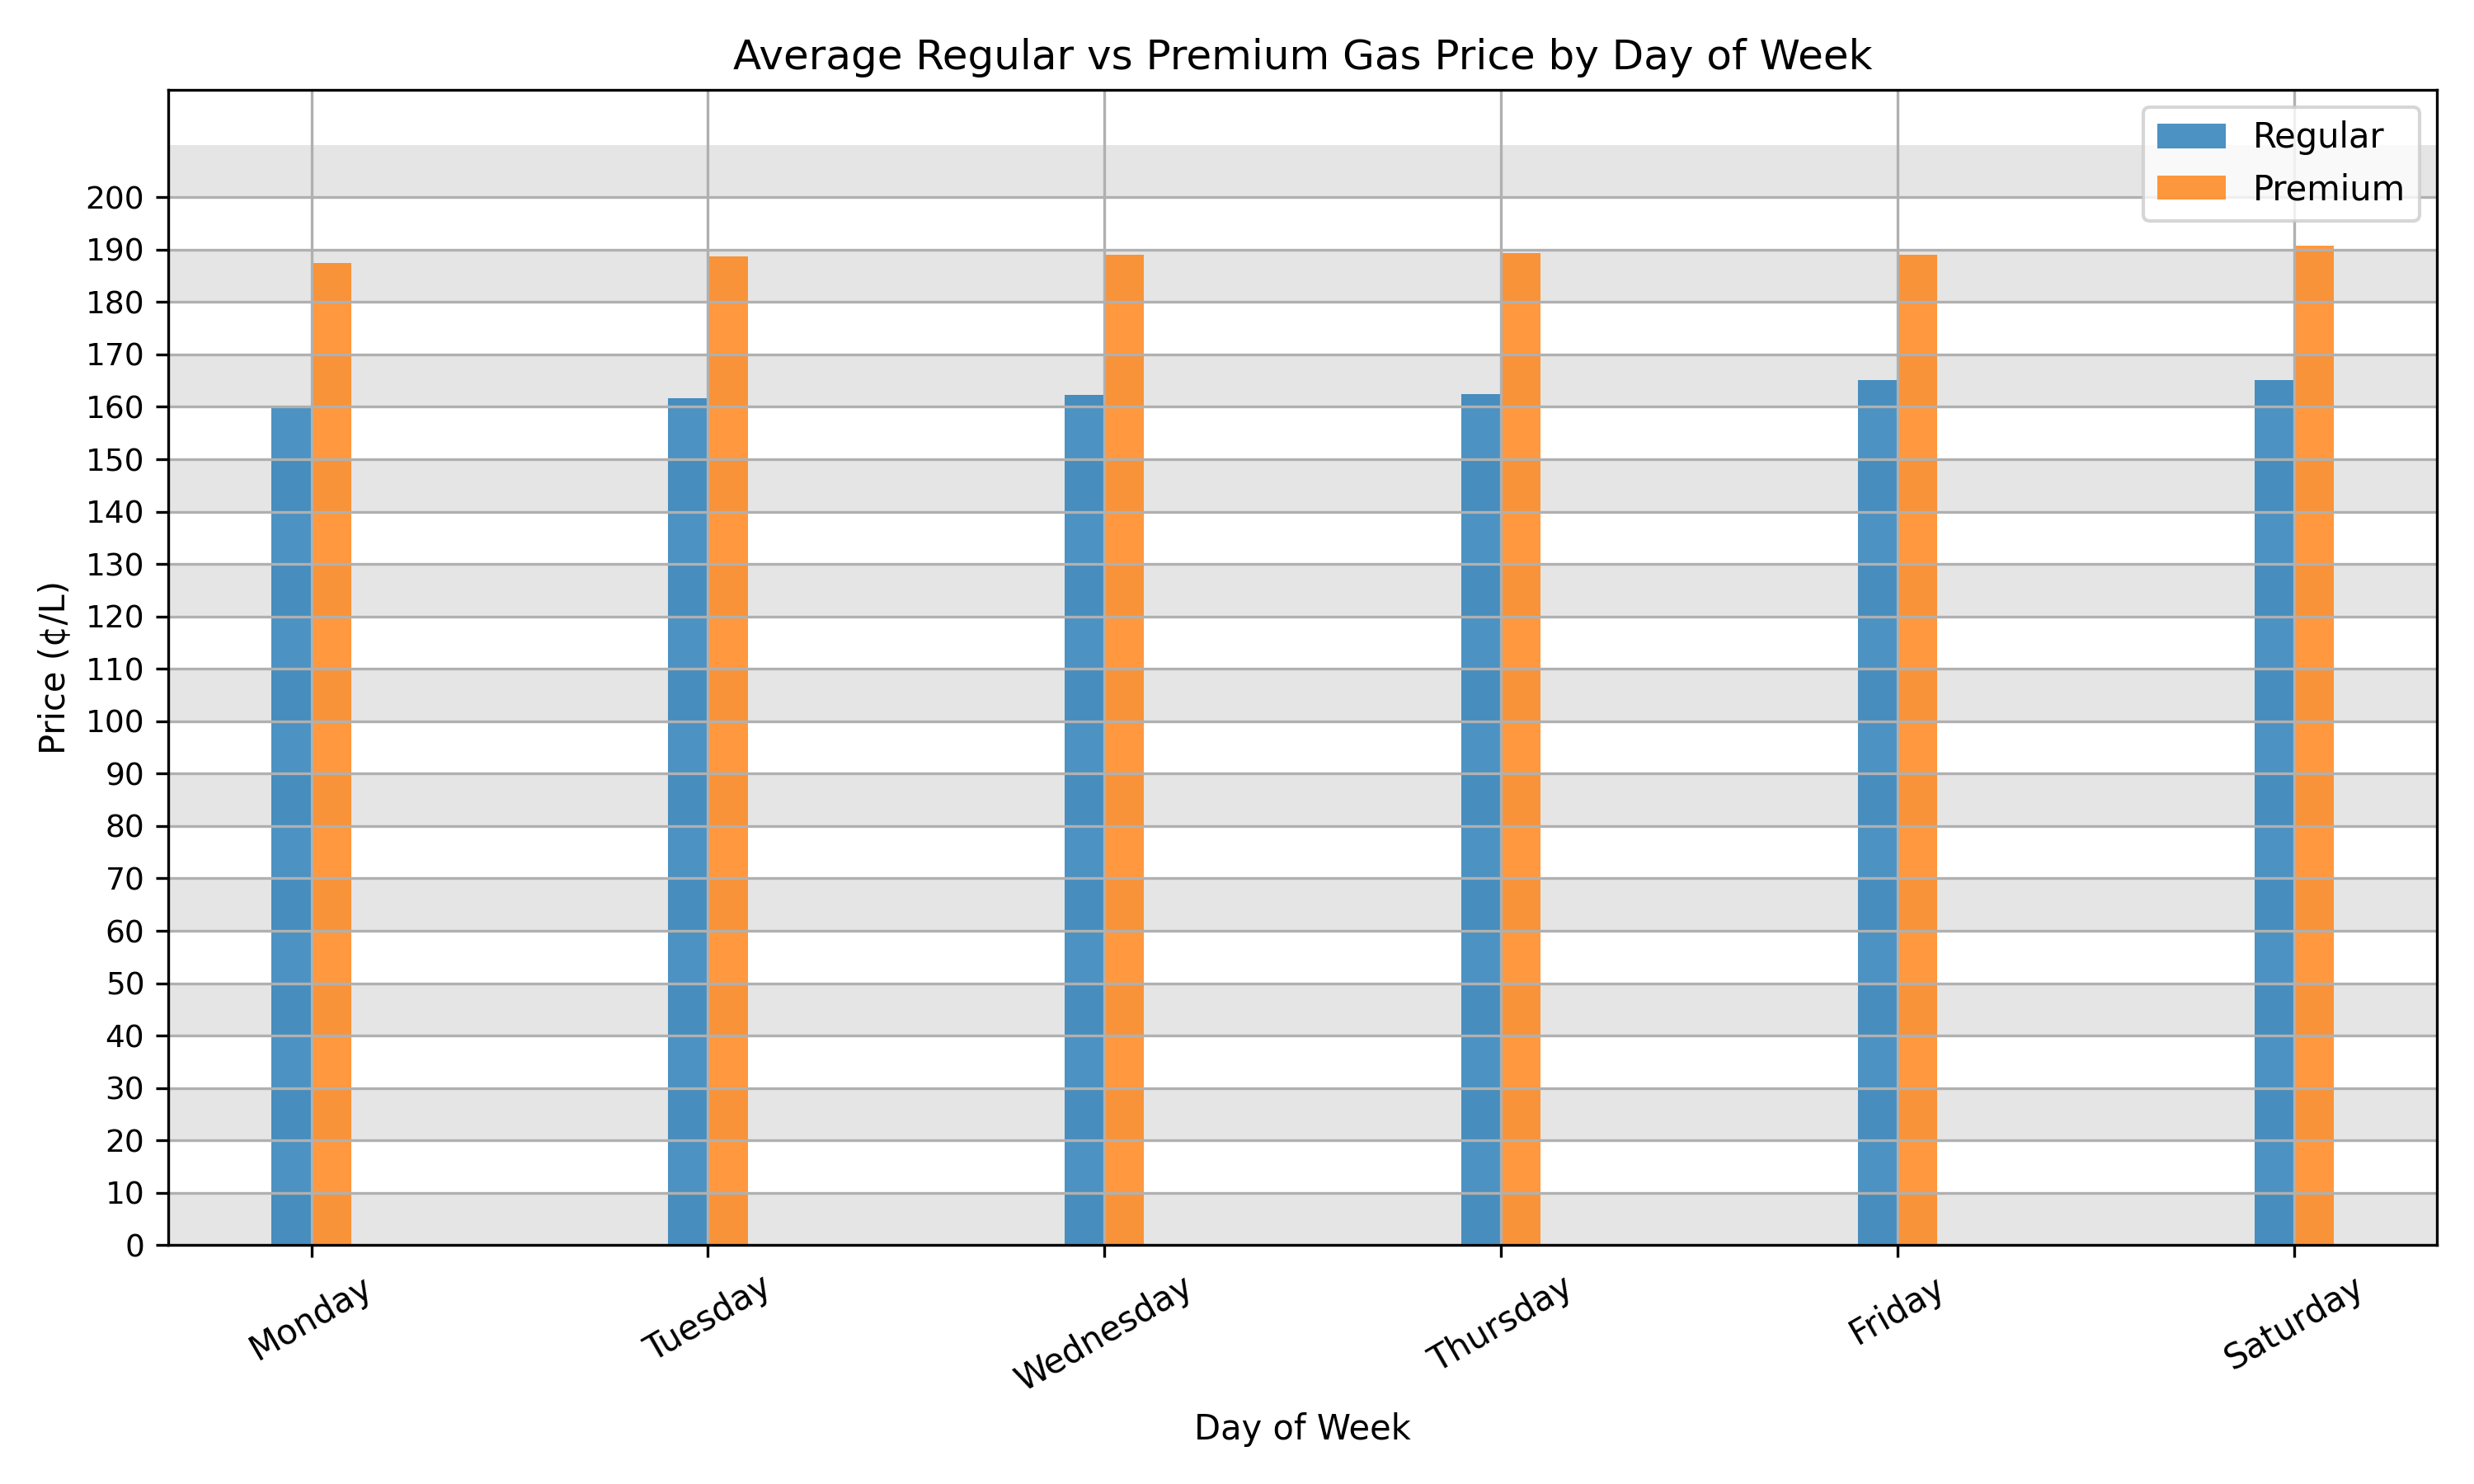 Average Regular vs Premium Gas Price by Day of Week
Regular
Premium
200
190
180
170
160
150
140
130
120
110
100
90
80
70
60
50
40
30
20
10
0
Price (¢/L)
Monday
Tuesday
Wednesday
Thursday
Friday
Saturday
Day of Week